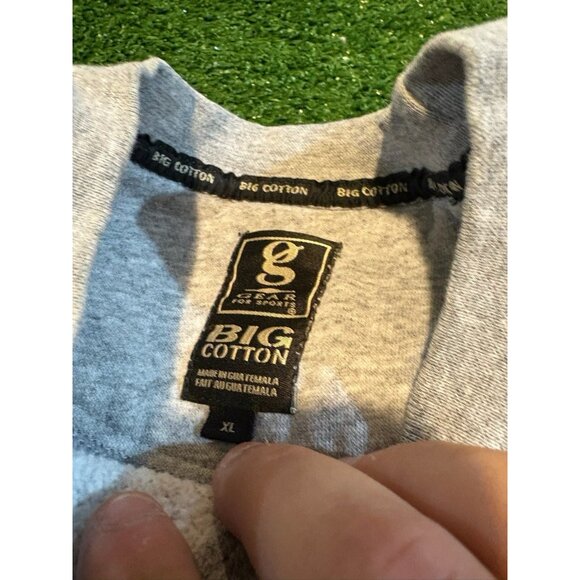 BIG COTTON BIG COTTON BIG COTTON
g
GEAR
FOR SPORTS®
BIG
COTTON
MADE IN GUATEMALA
FAIT AU GUATEMALA
XL